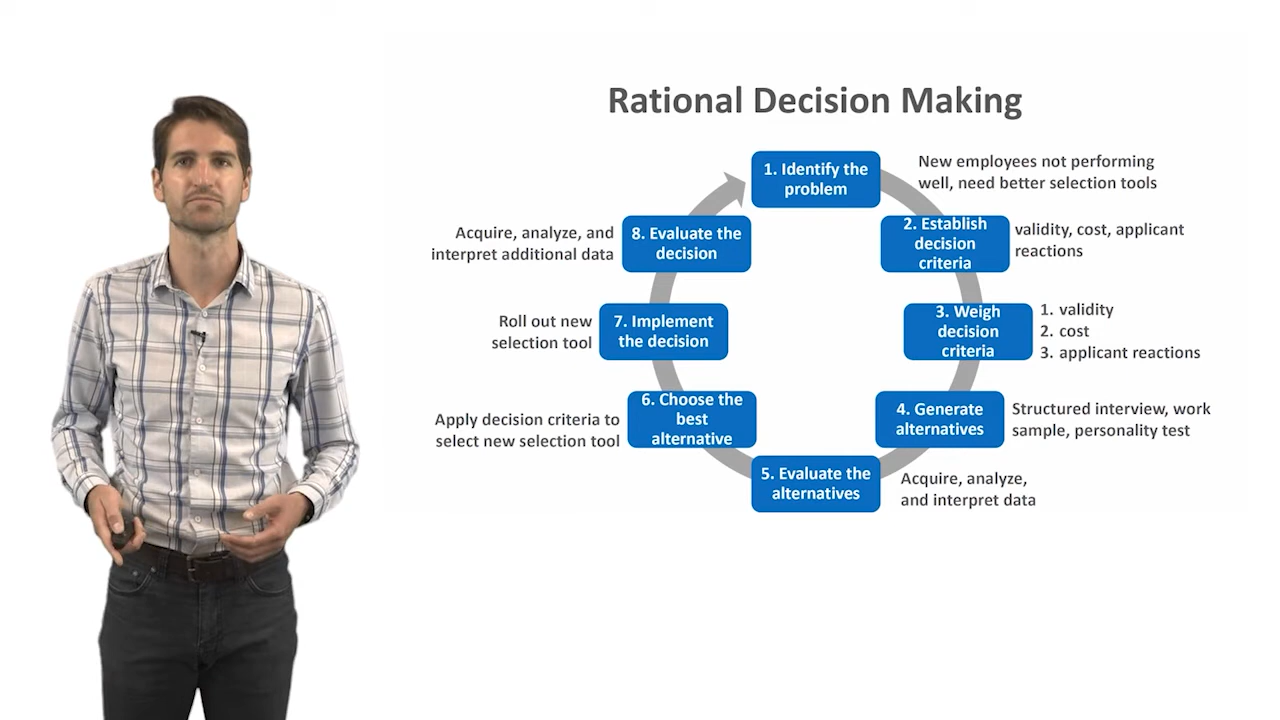 Rational Decision Making
1. Identify the
problem
New employees not performing
well, need better selection tools
2. Establish
decision
criteria
validity, cost, applicant
reactions
3. Weigh
decision
criteria
1. validity
2. cost
3. applicant reactions
4. Generate
alternatives
Structured interview, work
sample, personality test
5. Evaluate the
alternatives
Acquire, analyze,
and interpret data
6. Choose the
best
alternative
Apply decision criteria to
select new selection tool
7. Implement
the decision
Roll out new
selection tool
8. Evaluate the
decision
Acquire, analyze, and
interpret additional data